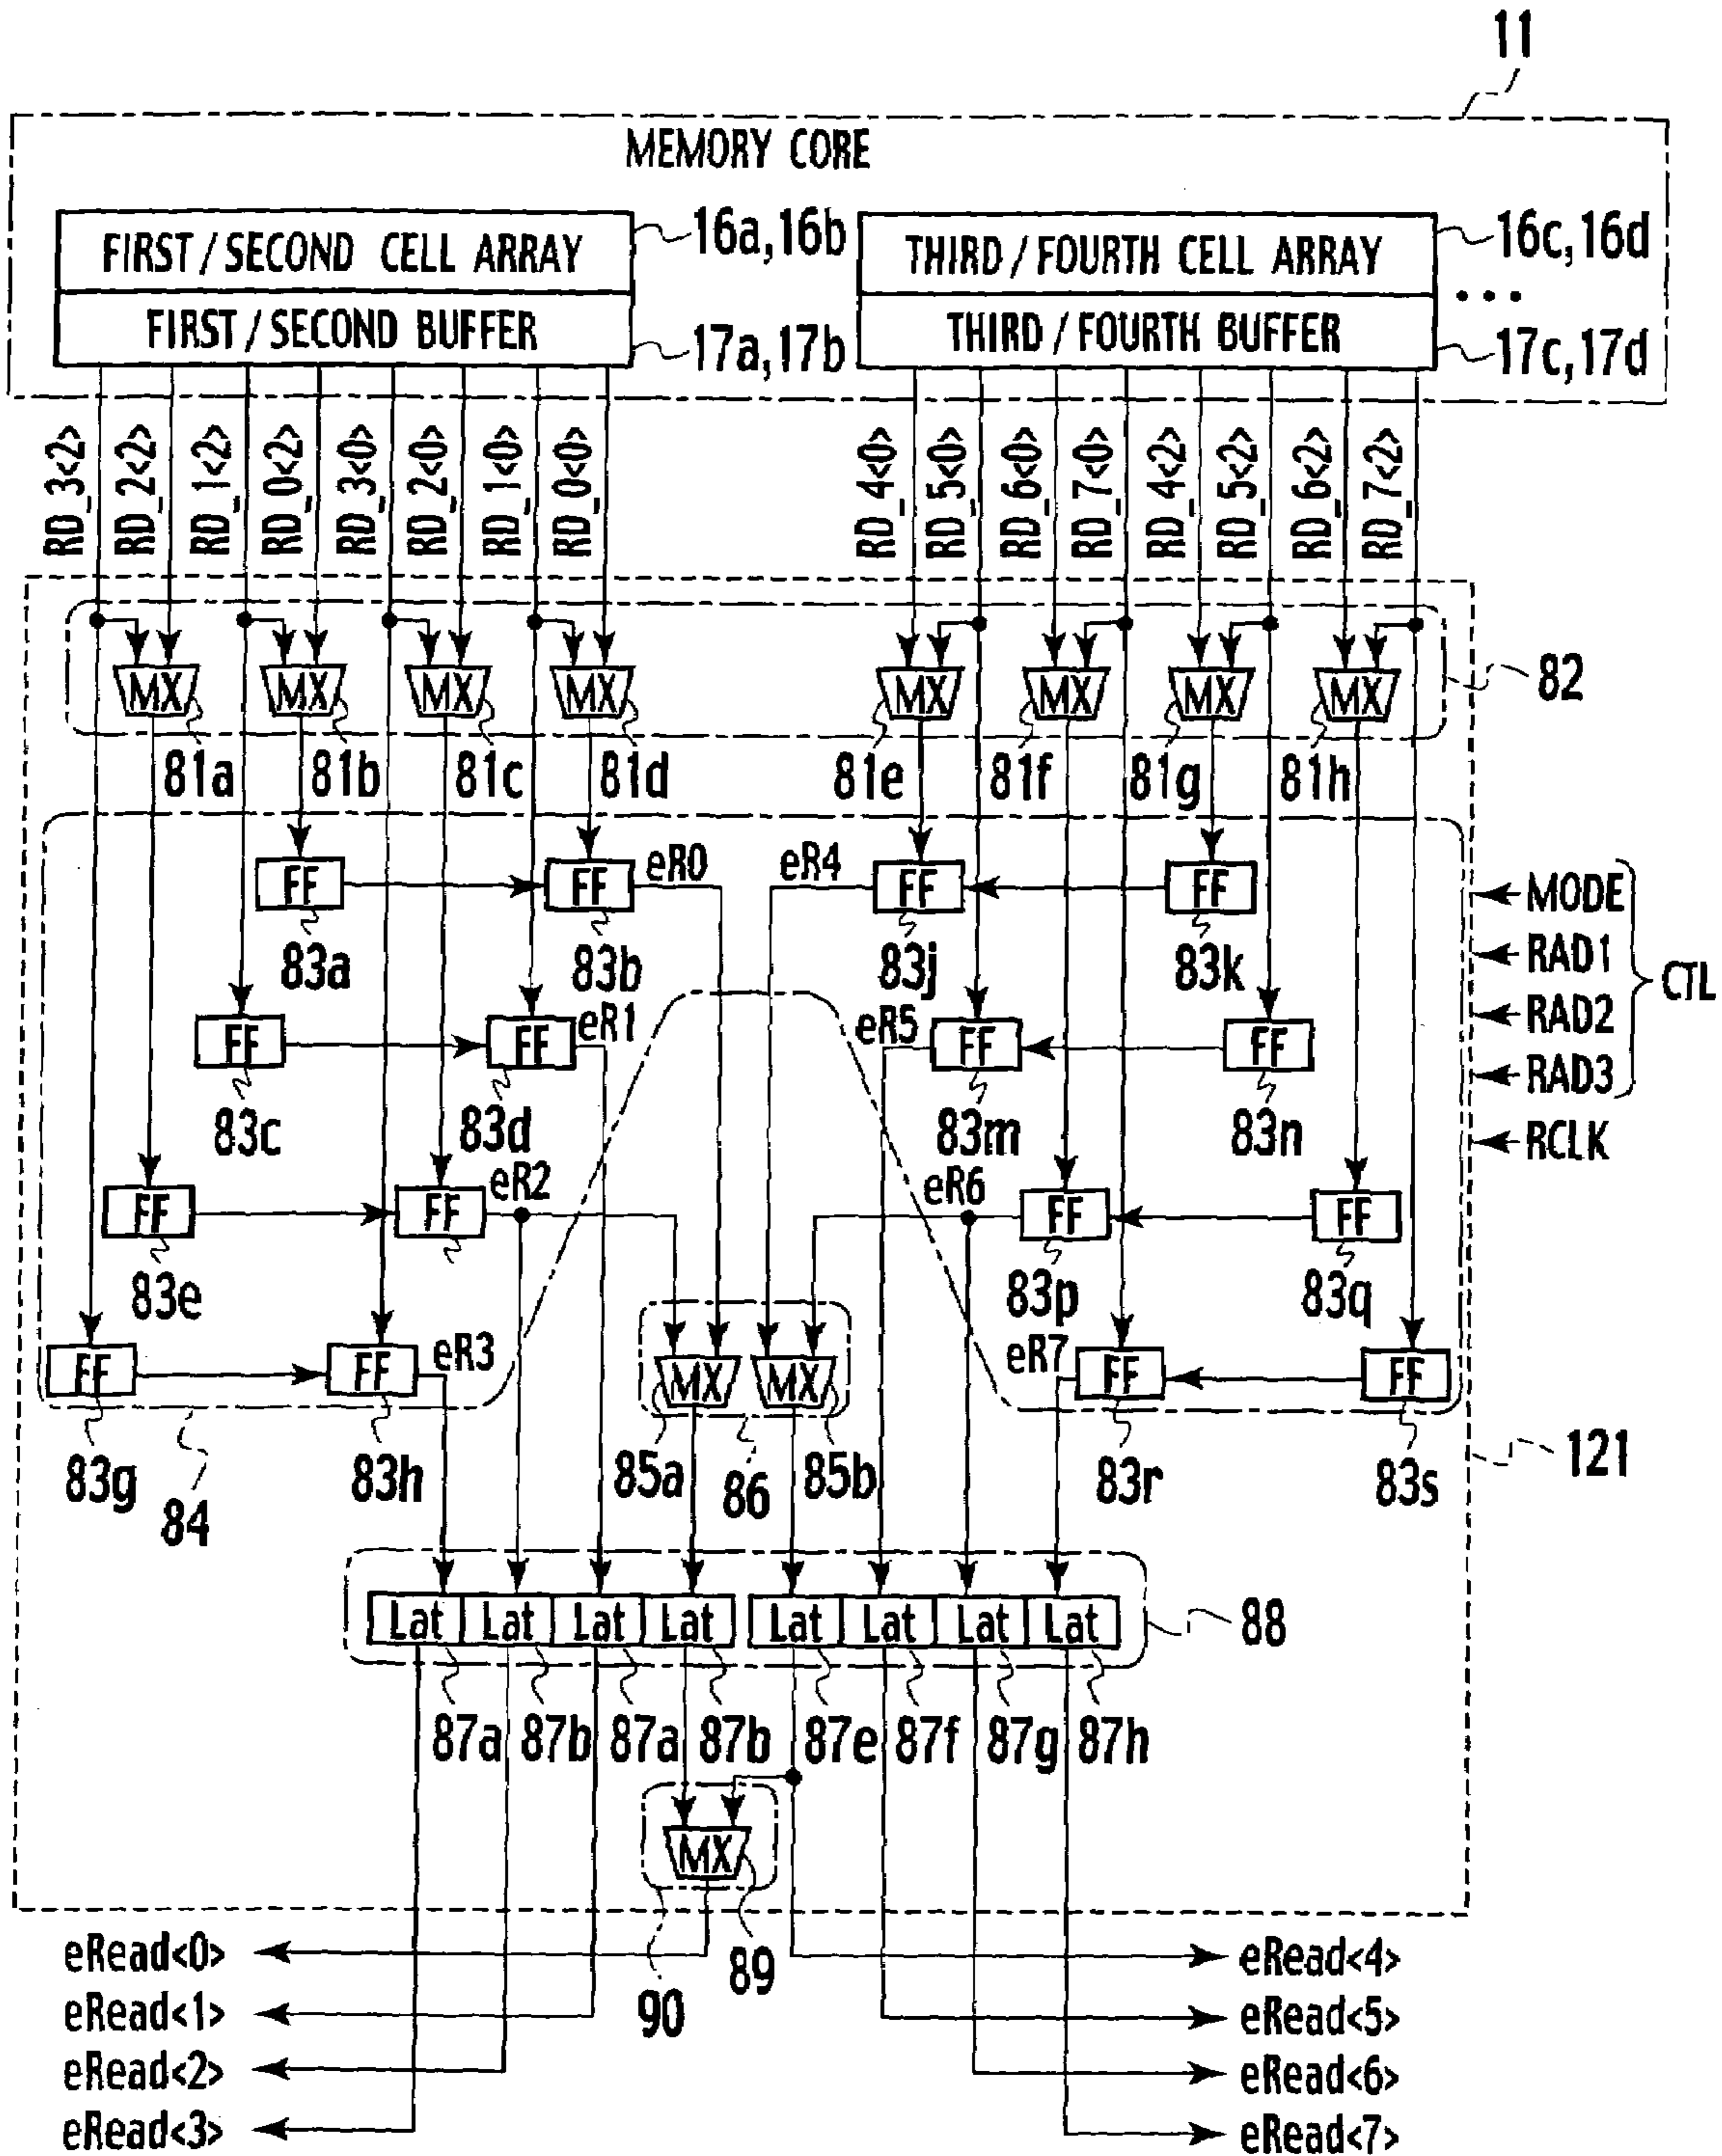 11
MEMORY CORE
FIRST/SECOND CELL ARRAY
16a,16b
THIRD/FOURTH CELL ARRAY
16c,16d
FIRST/SECOND BUFFER
17a,17b
THIRD/FOURTH BUFFER
17c,17d
...
RD_3<2>
RD_2<2>
RD_1<2>
RD_0<2>
RD_3<0>
RD_2<0>
RD_1<0>
RD_0<0>
RD_4<0>
RD_5<0>
RD_6<0>
RD_7<0>
RD_4<2>
RD_5<2>
RD_6<2>
RD_7<2>
MX MX MX MX MX MX MX MX
82
81a 81b 81c 81d 81e 81f 81g 81h
FF FF eR0 eR4 FF FF
83a 83b 83j 83k
MODE
RAD1
RAD2
RAD3
CTL
RCLK
FF FF eR1 eR5 FF FF
83c 83d 83m 83n
FF FF eR2 eR6 FF FF
83e 83p 83q
FF FF eR3 MX MX eR7 FF FF
83g 84 83h 85a 86 85b 83r 83s
121
Lat Lat Lat Lat Lat Lat Lat Lat
88
87a 87b 87a 87b 87e 87f 87g 87h
MX
89
90
eRead<0>
eRead<1>
eRead<2>
eRead<3>
eRead<4>
eRead<5>
eRead<6>
eRead<7>